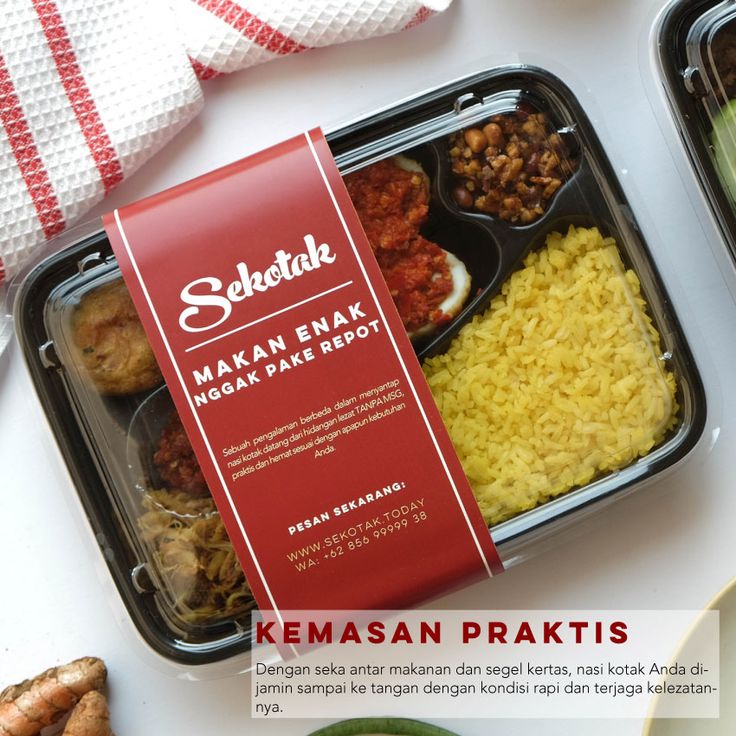 Sekotak
MAKAN ENAK
NGGAK PAKE REPOT
Sebuah pengalaman berbeda dalam menyantap
nasi kotak datang dari hidangan lezat TANPA MSG,
praktis dan hemat sesuai dengan apapun kebutuhan
Anda.
PESAN SEKARANG:
WWW.SEKOTAK.TODAY
WA: +62 856 99999 38
KEMASAN PRAKTIS
Dengan seka antar makanan dan segel kertas, nasi kotak Anda di-
jamin sampai ke tangan dengan kondisi rapi dan terjaga kelezatan-
nya.